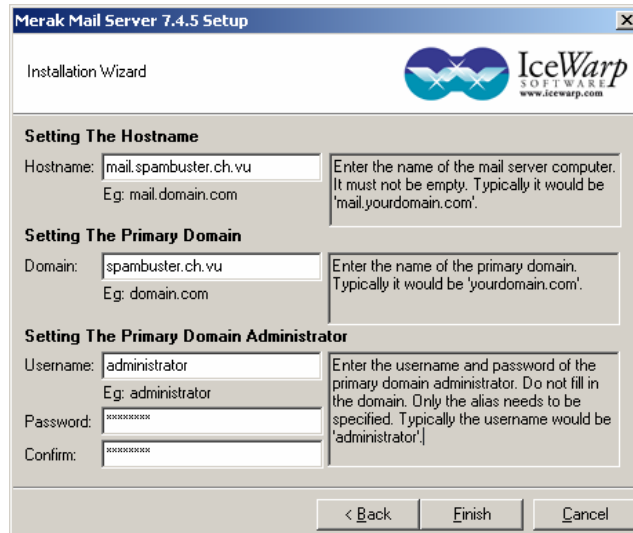 Merak Mail Server 7.4.5 Setup
Installation Wizard
IceWarp
SOFTWARE
www.icewarp.com
Setting The Hostname
Hostname: mail.spambuster.ch.vu
Eg: mail.domain.com
Enter the name of the mail server computer.
It must not be empty. Typically it would be
'mail.yourdomain.com'.
Setting The Primary Domain
Domain: spambuster.ch.vu
Eg: domain.com
Enter the name of the primary domain.
Typically it would be 'yourdomain.com'.
Setting The Primary Domain Administrator
Username: administrator
Eg: administrator
Password: ********
Confirm: ********
Enter the username and password of the
primary domain administrator. Do not fill in
the domain. Only the alias needs to be
specified. Typically the username would be
'administrator'.
< Back
Finish
Cancel